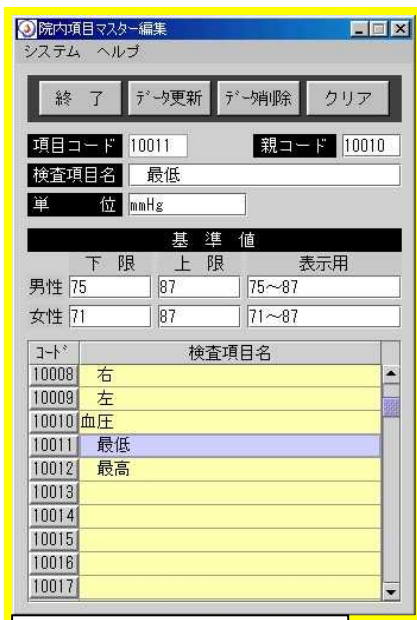 院内項目マスター編集
システム ヘルプ
終 了 ﾃﾞｰﾀ更新 ﾃﾞｰﾀ削除 クリア
項目コード 10011 親コード 10010
検査項目名 最低
単 位 mmHg
基 準 値
下 限 上 限 表示用
男性 75 87 75～87
女性 71 87 71～87
ｺｰﾄﾞ 検査項目名
10008 右
10009 左
10010 血圧
10011 最低
10012 最高
10013
10014
10015
10016
10017